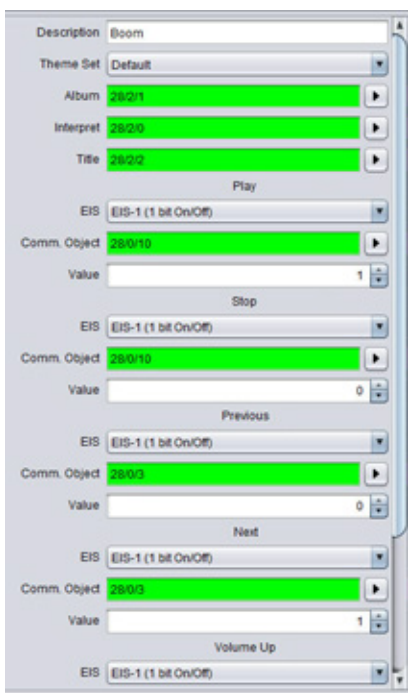 Description Boom
Theme Set Default
Album 28/2/1
Interpret 28/2/0
Title 28/2/2
Play
EIS EIS-1 (1 bit On/Off)
Comm. Object 28/0/10
Value 1
Stop
EIS EIS-1 (1 bit On/Off)
Comm. Object 28/0/10
Value 0
Previous
EIS EIS-1 (1 bit On/Off)
Comm. Object 28/0/3
Value 0
Next
EIS EIS-1 (1 bit On/Off)
Comm. Object 28/0/3
Value 1
Volume Up
EIS EIS-1 (1 bit On/Off)